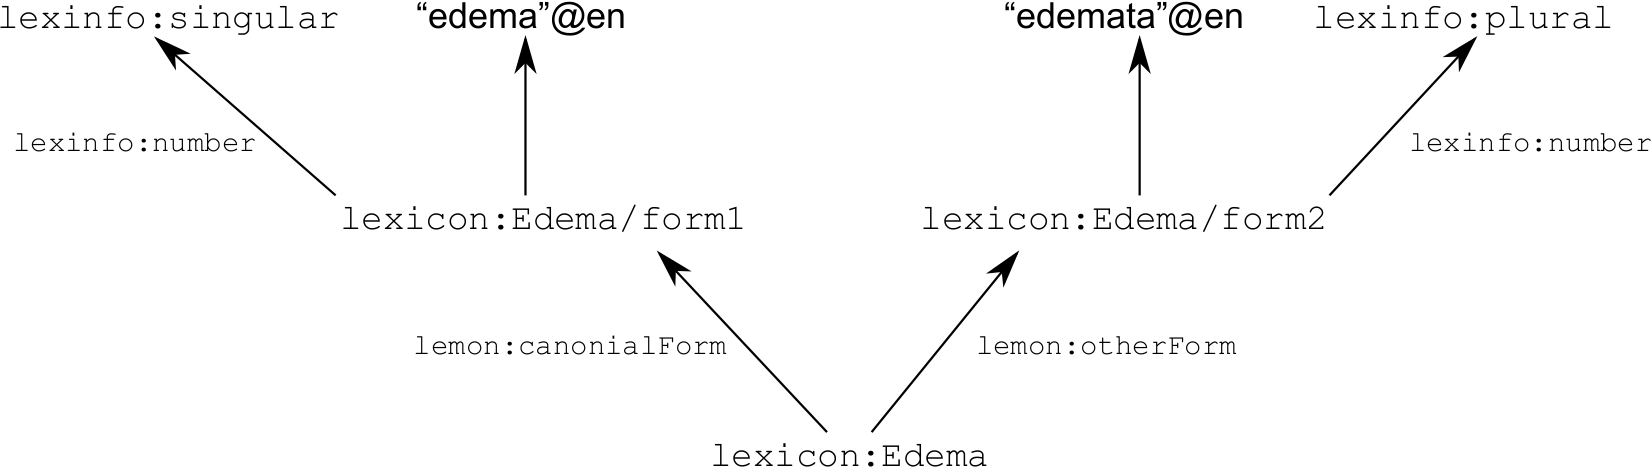 lexinfo:singular
“edema”@en
“edemata”@en
lexinfo:plural
lexinfo:number
lexinfo:number
lexicon:Edema/form1
lexicon:Edema/form2
lemon:canonialForm
lemon:otherForm
lexicon:Edema